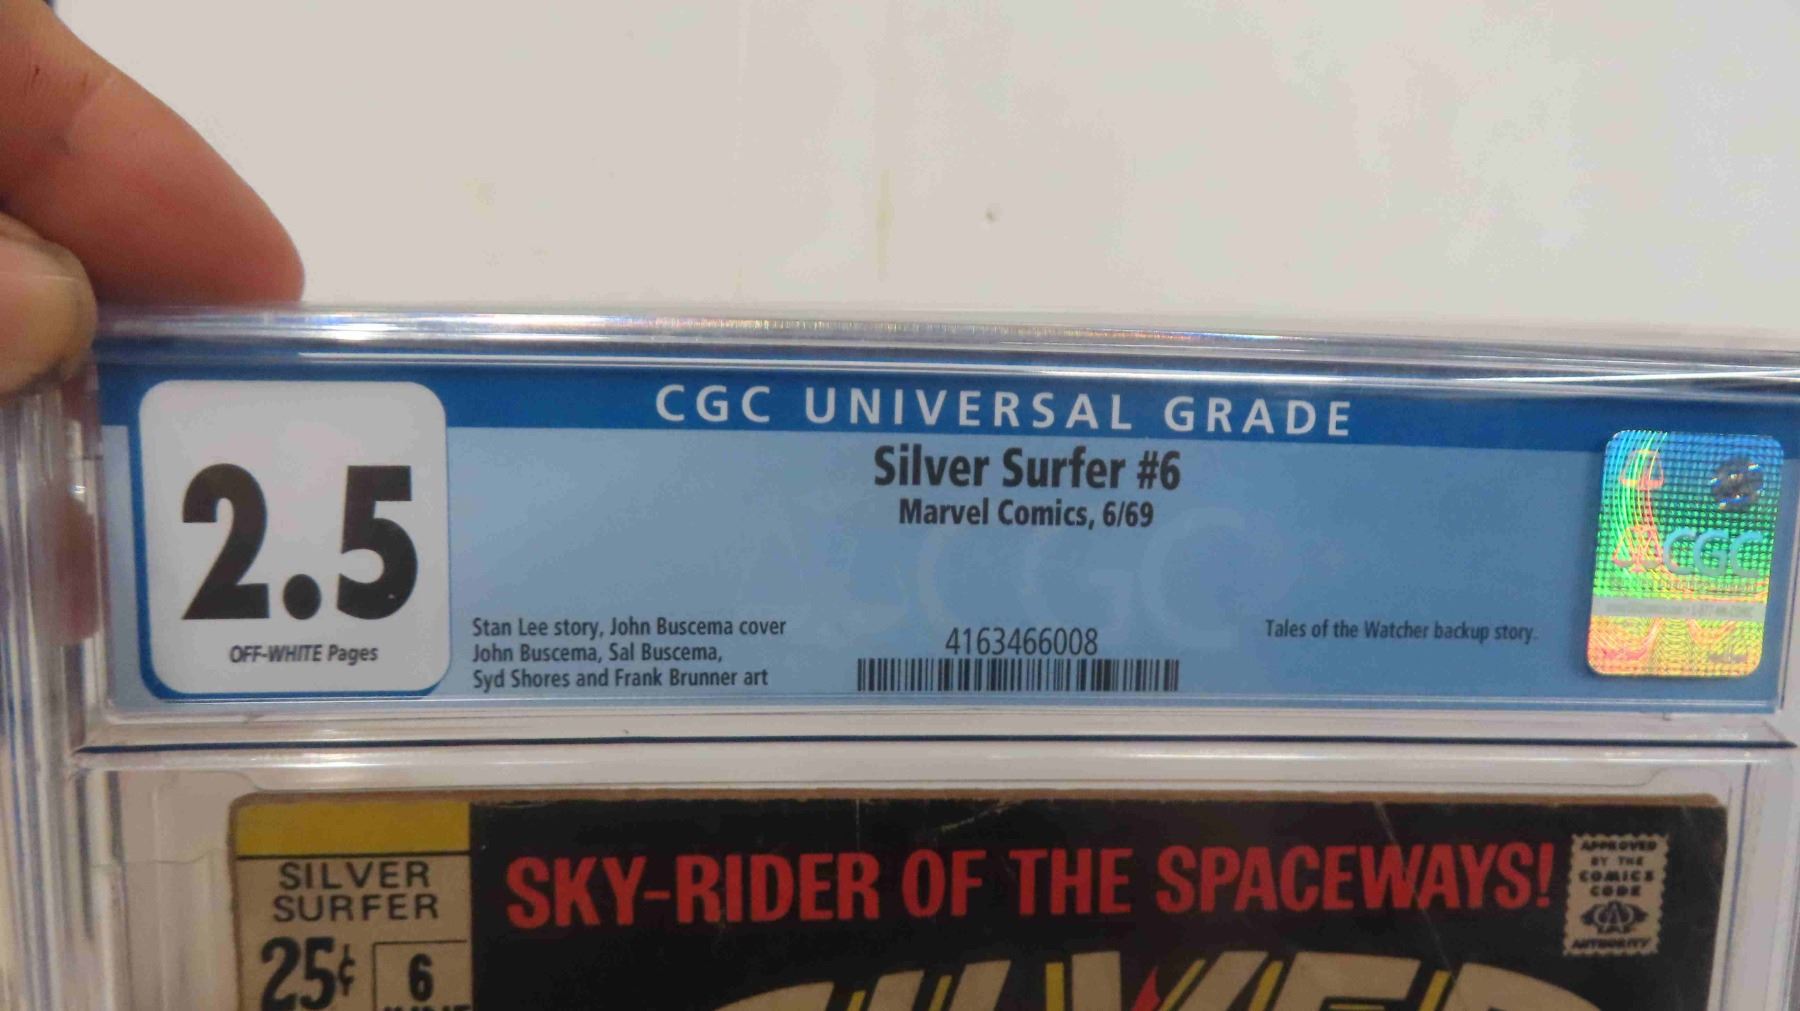 CGC UNIVERSAL GRADE
2.5
OFF-WHITE Pages
Silver Surfer #6
Marvel Comics, 6/69
Stan Lee story, John Buscema cover
John Buscema, Sal Buscema,
Syd Shores and Frank Brunner art
4163466008
Tales of the Watcher backup story.
CGC
SILVER
SURFER
25¢
6
SKY-RIDER OF THE SPACEWAYS!
APPROVED
BY THE
COMICS
CODE
AUTHORITY
SILVER